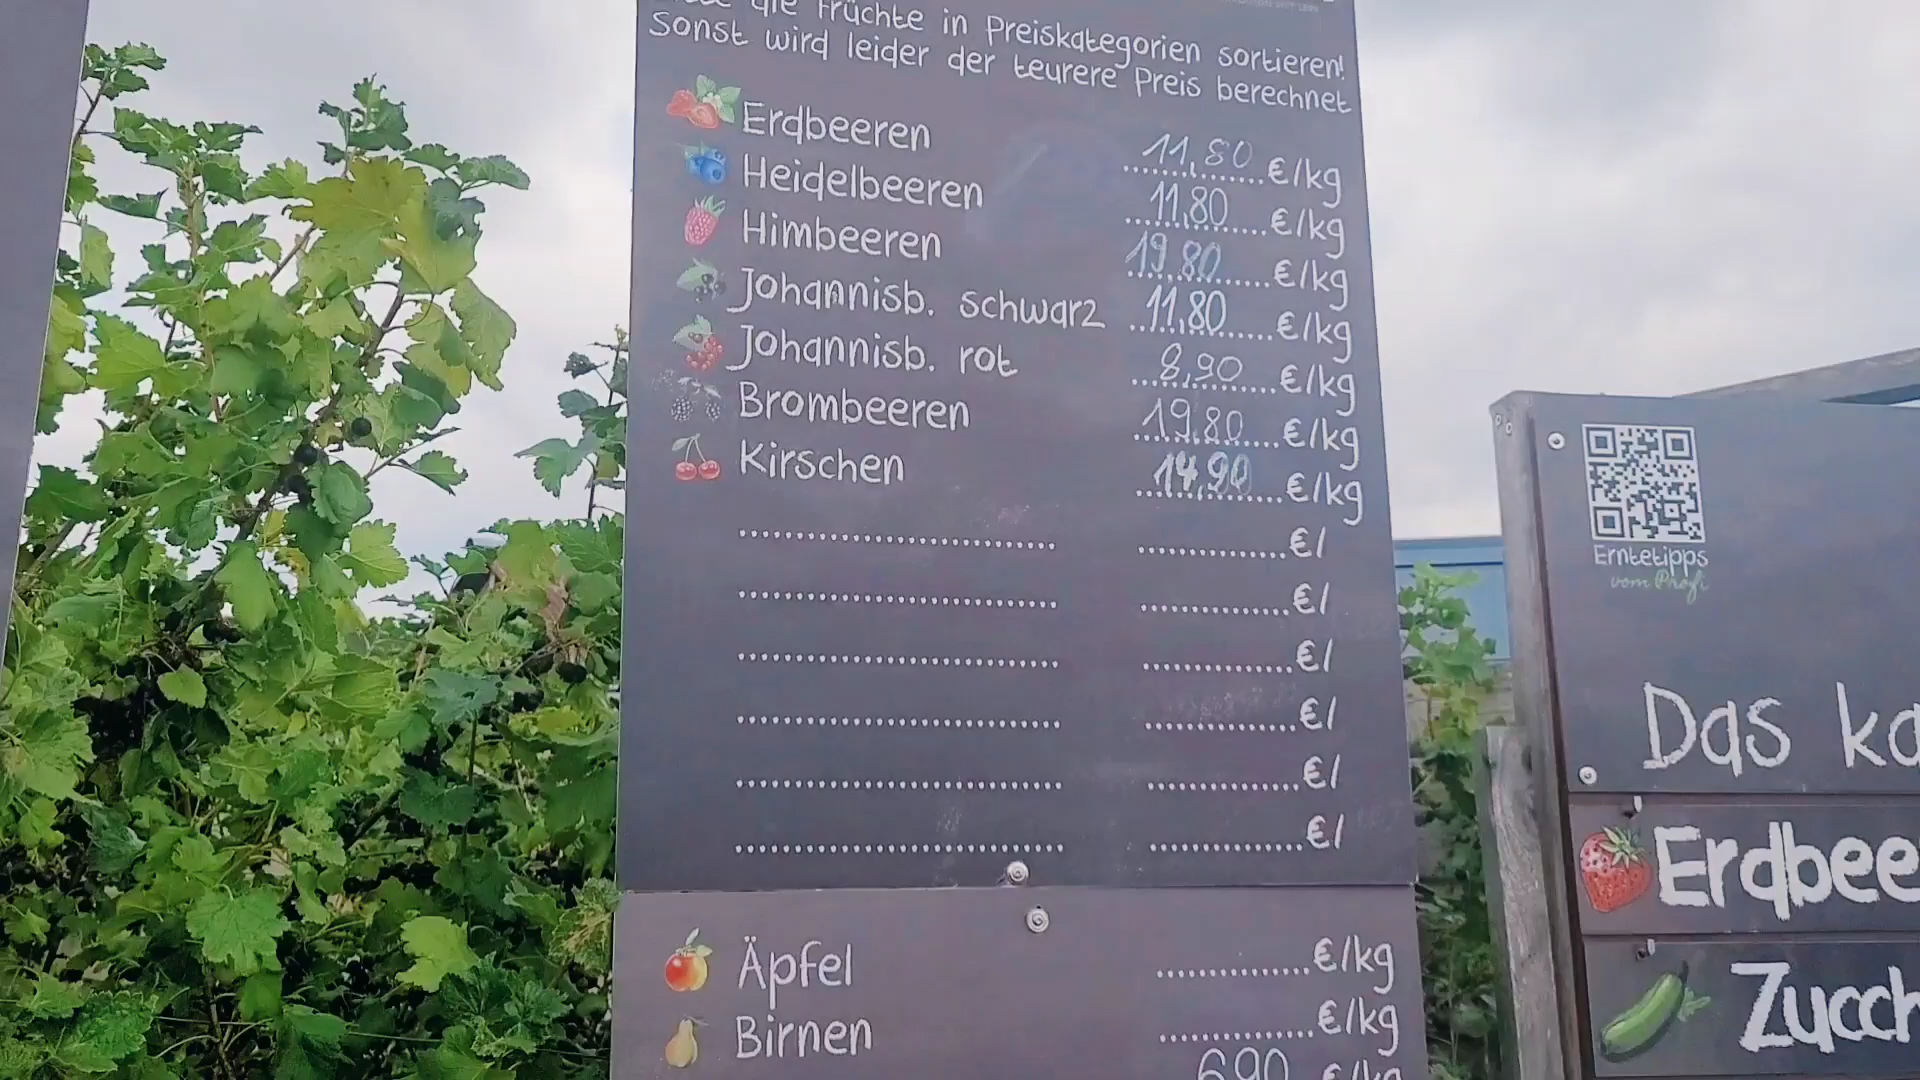 die Früchte in Preiskategorien sortieren!
Sonst wird leider der teurere Preis berechnet
Erdbeeren 11,80 €/kg
Heidelbeeren 11,80 €/kg
Himbeeren 19,80 €/kg
Johannisb. schwarz 11,80 €/kg
Johannisb. rot 8,90 €/kg
Brombeeren 19,80 €/kg
Kirschen 14,90 €/kg
€/
€/
€/
€/
€/
€/
Äpfel €/kg
Birnen €/kg
6,90 €/kg
Erntetipps
vom Profi
Das ka
Erdbee
Zucch